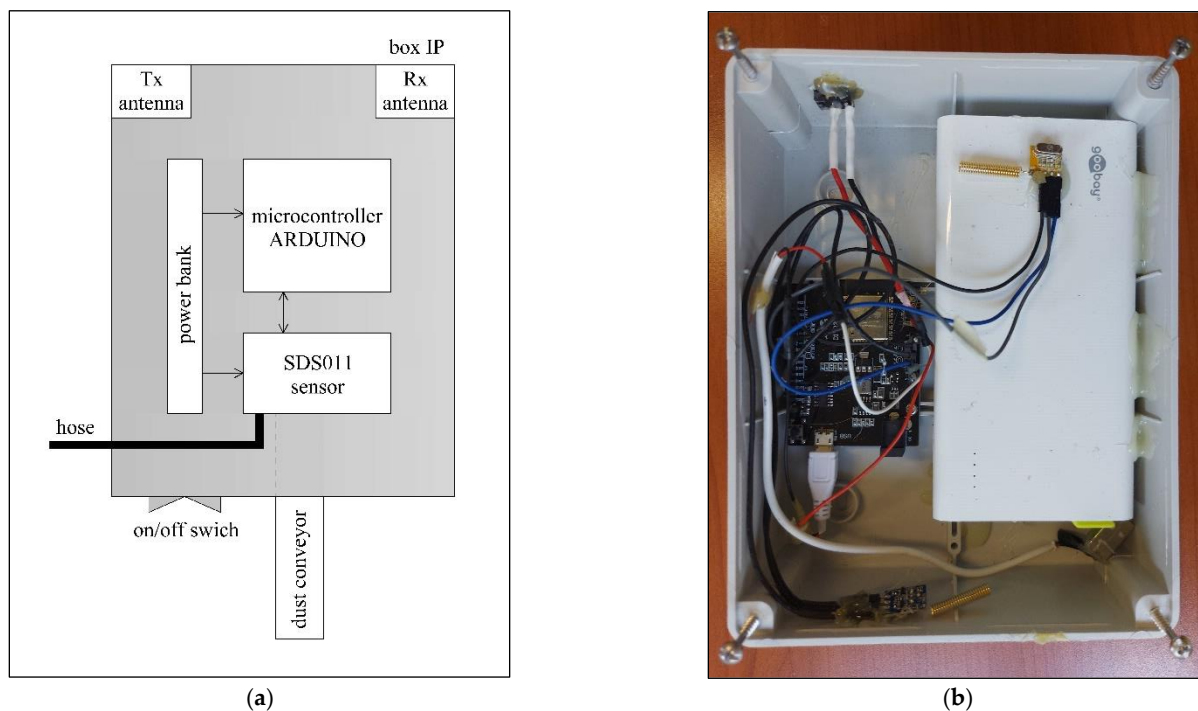 box IP
Tx
antenna
Rx
antenna
power bank
microcontroller
ARDUINO
SDS011
sensor
hose
on/off swich
dust conveyor
goobay
USB
(a)
(b)